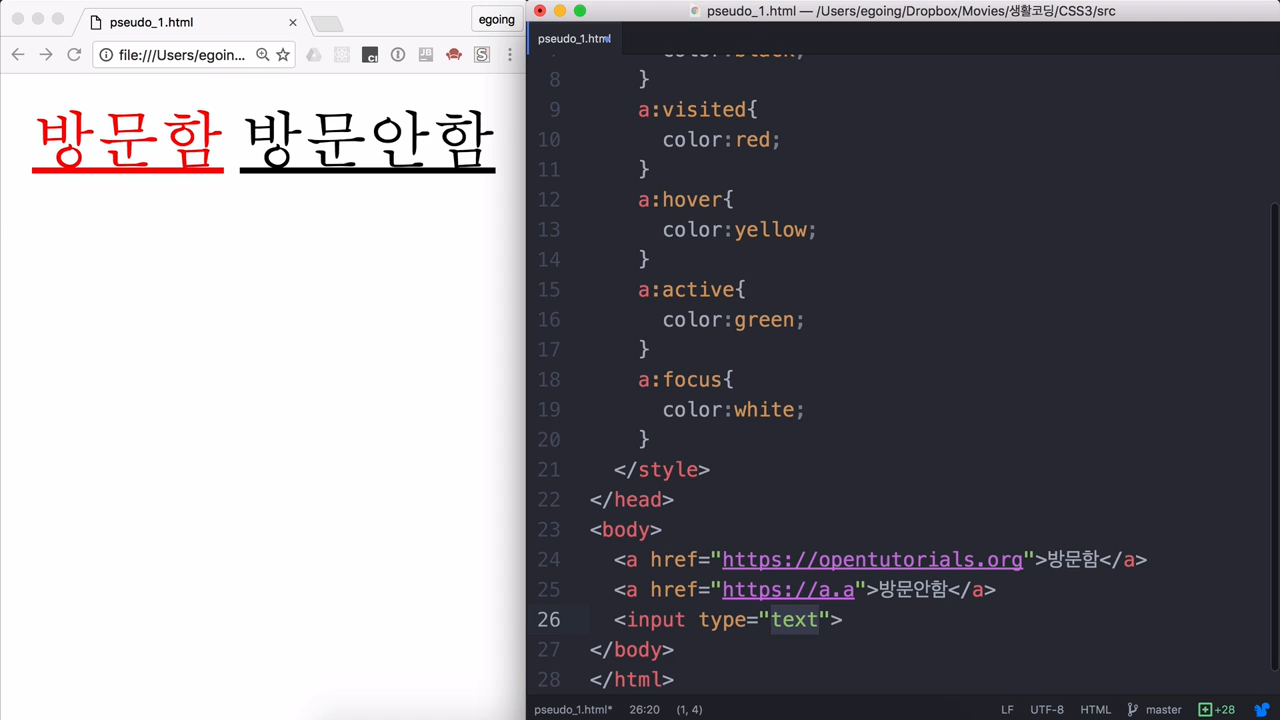 pseudo_1.html
egoing
file:///Users/egoin...
방문함 방문안함
pseudo_1.html — /Users/egoing/Dropbox/Movies/생활코딩/CSS3/src
pseudo_1.html
8 }
9 a:visited{
10 color:red;
11 }
12 a:hover{
13 color:yellow;
14 }
15 a:active{
16 color:green;
17 }
18 a:focus{
19 color:white;
20 }
21 </style>
22 </head>
23 <body>
24 <a href="https://opentutorials.org">방문함</a>
25 <a href="https://a.a">방문안함</a>
26 <input type="text">
27 </body>
28 </html>
pseudo_1.html* 26:20 (1, 4) LF UTF-8 HTML master +28